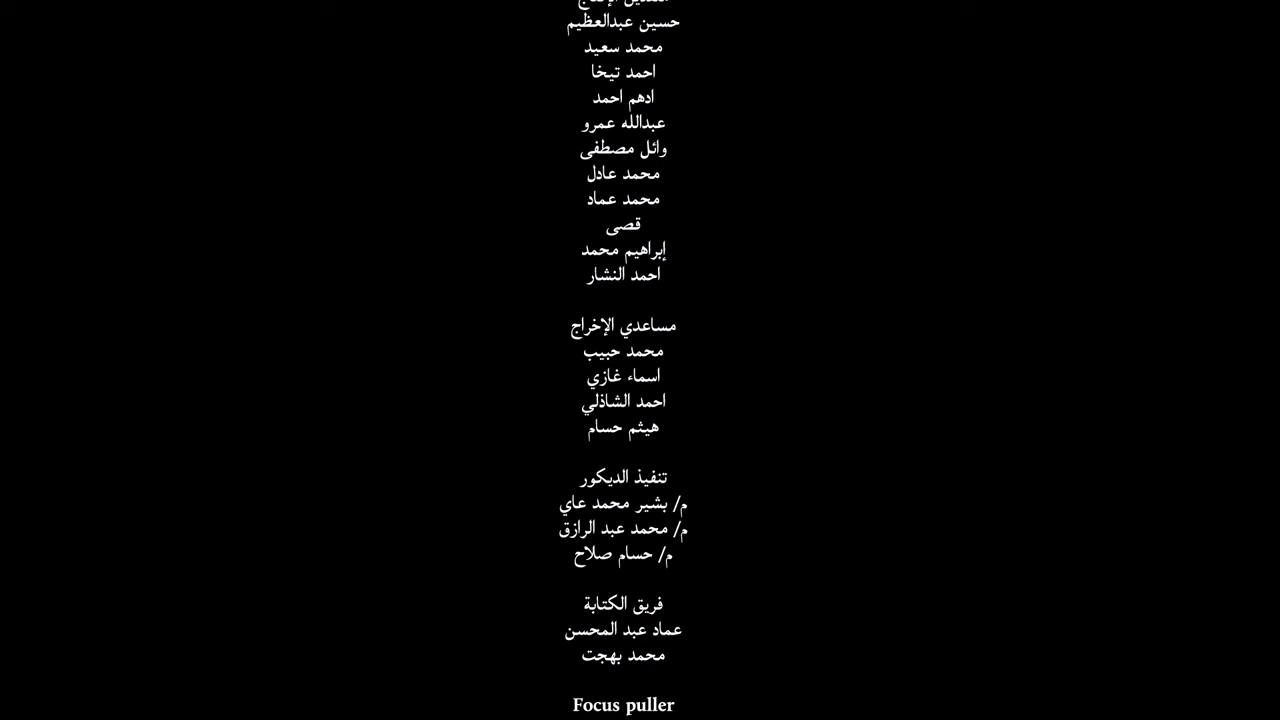 حسين عبدالعظيم
محمد سعيد
احمد تيخا
ادهم احمد
عبدالله عمرو
وائل مصطفى
محمد عادل
محمد عماد
قصى
إبراهيم محمد
احمد النشار
مساعدي الإخراج
محمد حبيب
اسماء غازي
احمد الشاذلي
هيثم حسام
تنفيذ الديكور
م/ بشير محمد عاي
م/ محمد عبد الرازق
م/ حسام صلاح
فريق الكتابة
عماد عبد المحسن
محمد بهجت
Focus puller